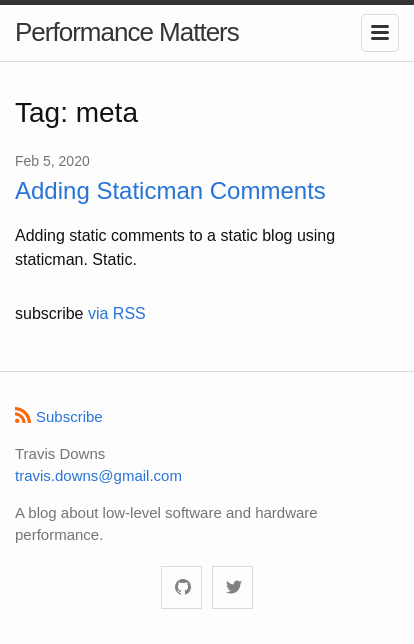 Performance Matters
Tag: meta
Feb 5, 2020
Adding Staticman Comments
Adding static comments to a static blog using
staticman. Static.
subscribe via RSS
Subscribe
Travis Downs
travis.downs@gmail.com
A blog about low-level software and hardware
performance.